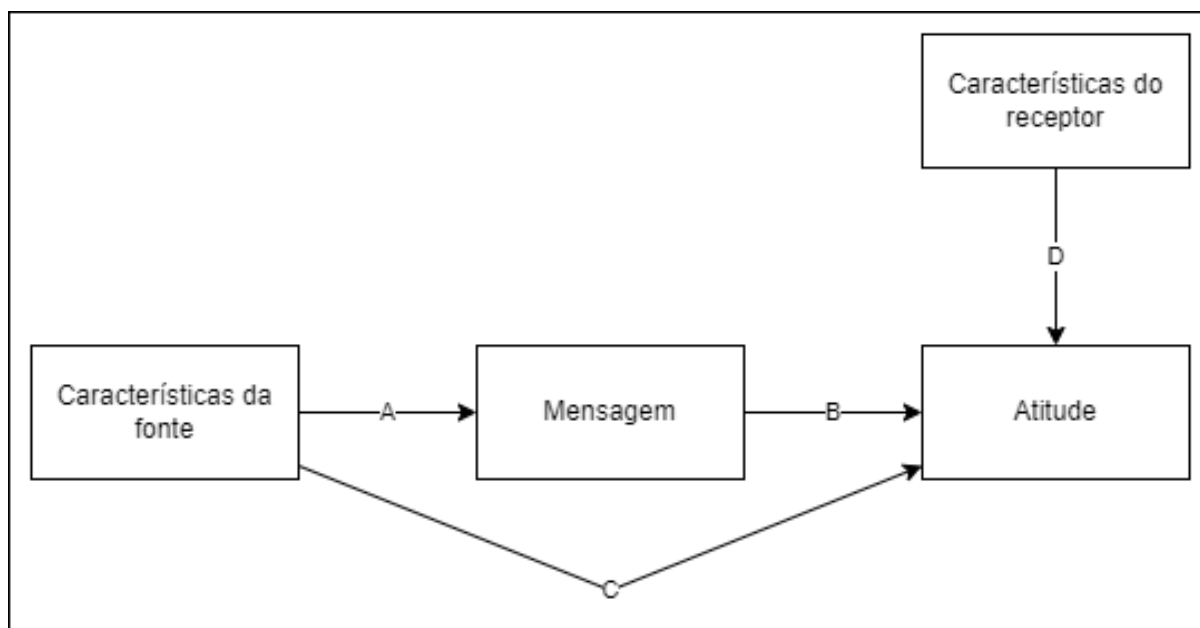 Características do
receptor
D
Características da
fonte
A
Mensagem
B
Atitude
C